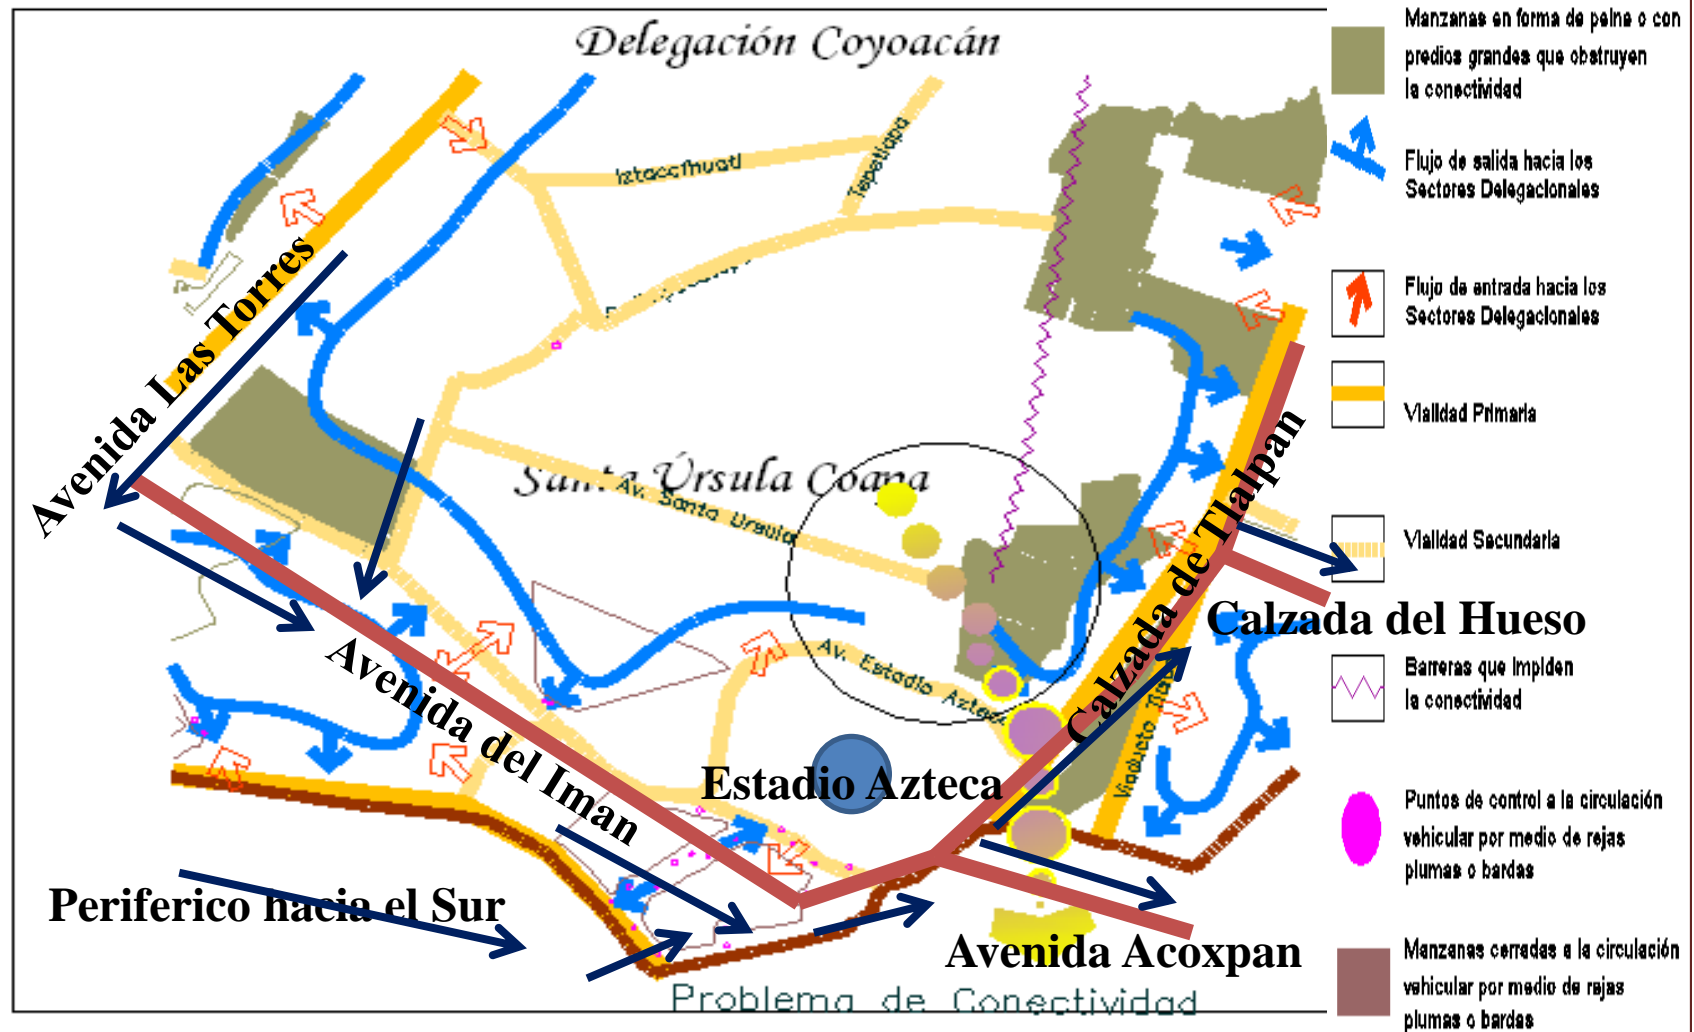 Delegación Coyoacán
Iztaccíhuatl
Tepetlapa
Avenida Las Torres
Santa Úrsula Coapa
Av. Santa Ursula
Av. Estadio Azteca
Calzada de Tlalpan
Calzada del Hueso
Viaducto
Avenida del Iman
Estadio Azteca
Periferico hacia el Sur
Avenida Acoxpan
Problema de Conectividad
Manzanas en forma de peine o con
predios grandes que obstruyen
la conectividad
Flujo de salida hacia los
Sectores Delegacionales
Flujo de entrada hacia los
Sectores Delegacionales
Vialidad Primaria
Vialidad Secundaria
Barreras que impiden
la conectividad
Puntos de control a la circulación
vehicular por medio de rejas
plumas o bardas
Manzanas cerradas a la circulación
vehicular por medio de rejas
plumas o bardas